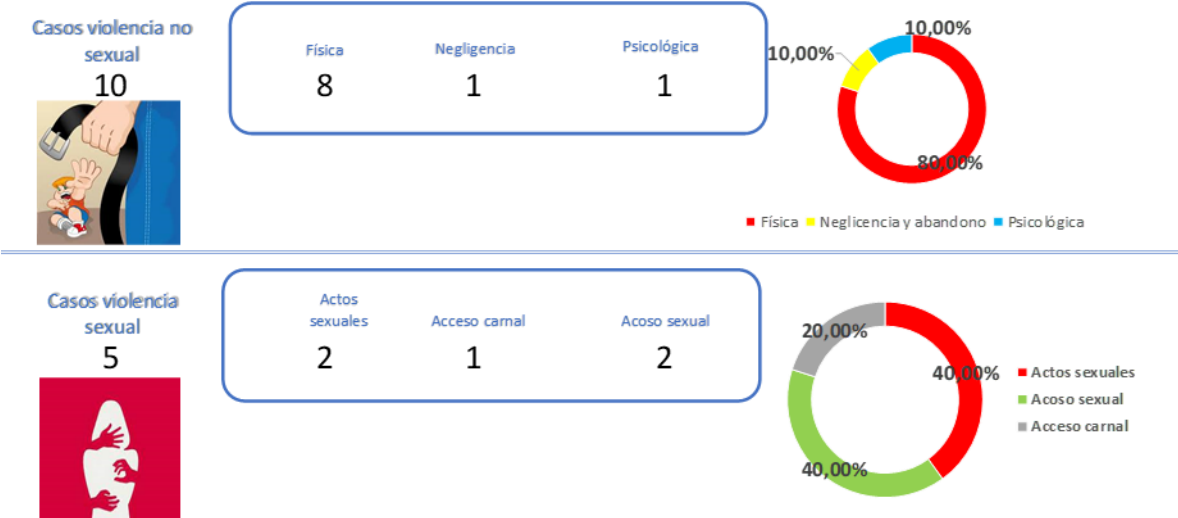 Casos violencia no
sexual
10
Física
Negligencia
Psicológica
8
1
1
10,00%
10,00%
80,00%
Física
Neglicencia y abandono
Psicológica
Casos violencia
sexual
5
Actos
sexuales
Acceso carnal
Acoso sexual
2
1
2
20,00%
40,00%
40,00%
Actos sexuales
Acoso sexual
Acceso carnal